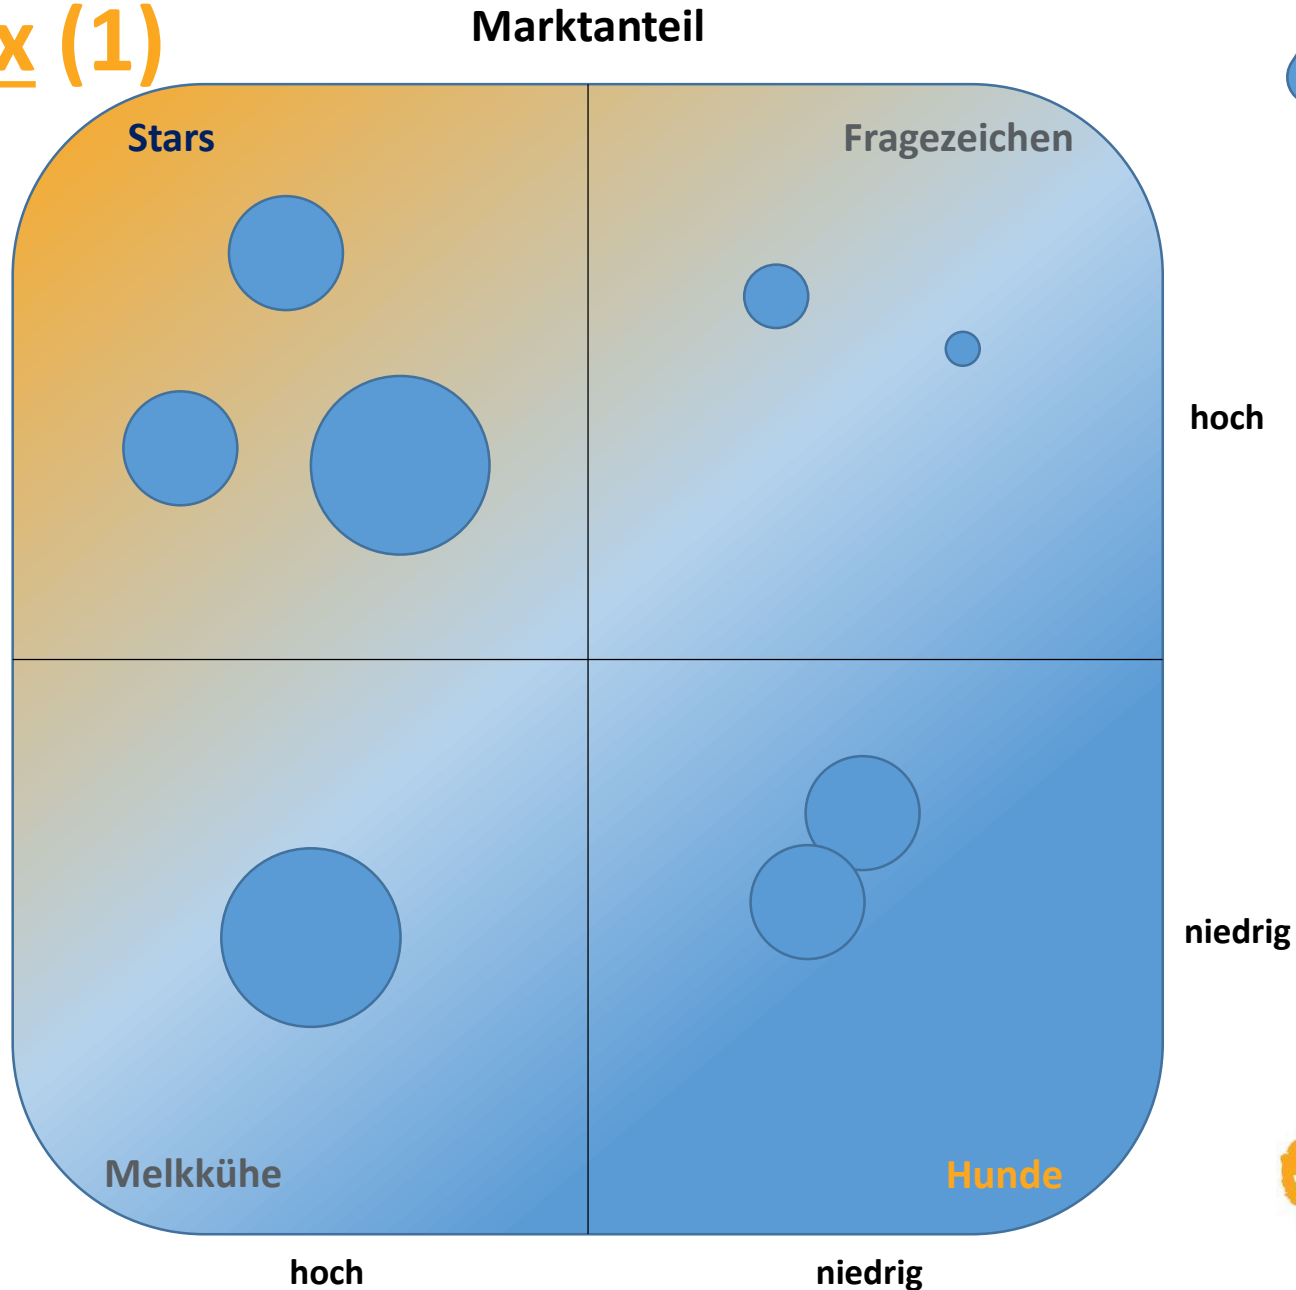 x (1)
Marktanteil
Stars
Fragezeichen
hoch
niedrig
Melkkühe
Hunde
hoch
niedrig